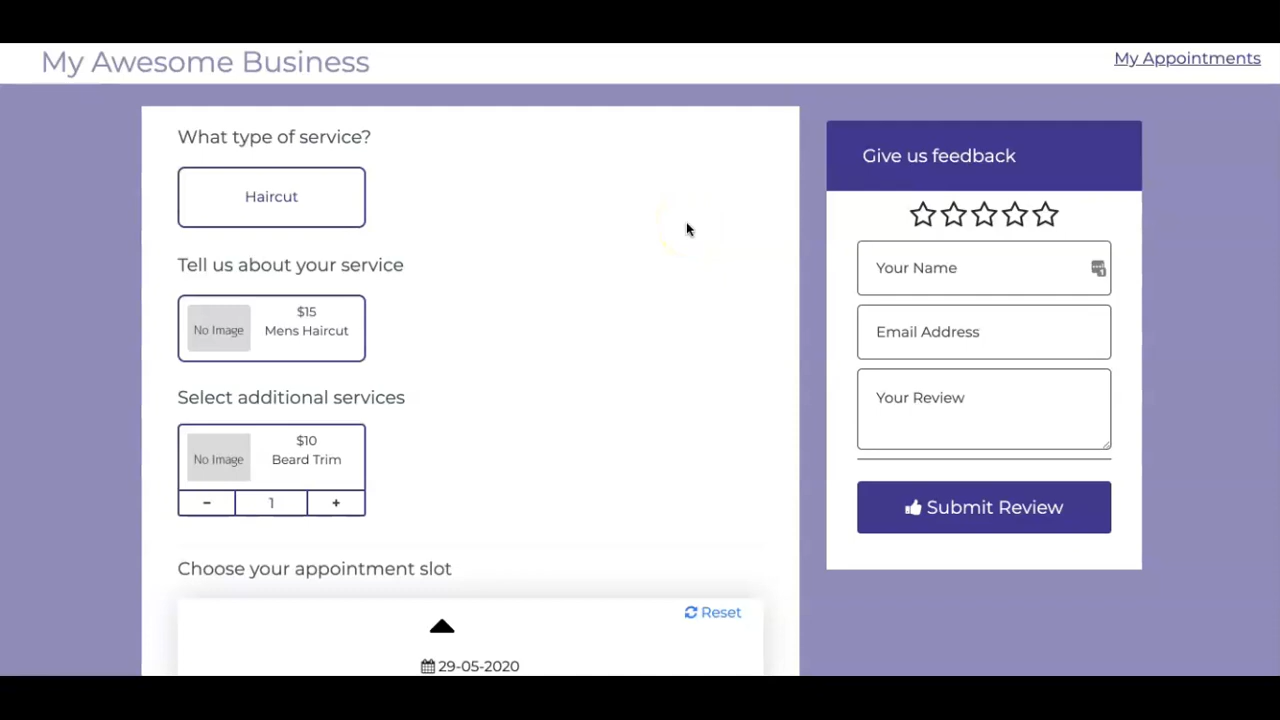 My Awesome Business
My Appointments
What type of service?
Haircut
Tell us about your service
No Image
$15
Mens Haircut
Select additional services
No Image
$10
Beard Trim
- 1 +
Choose your appointment slot
Reset
29-05-2020
Give us feedback
Your Name
Email Address
Your Review
Submit Review